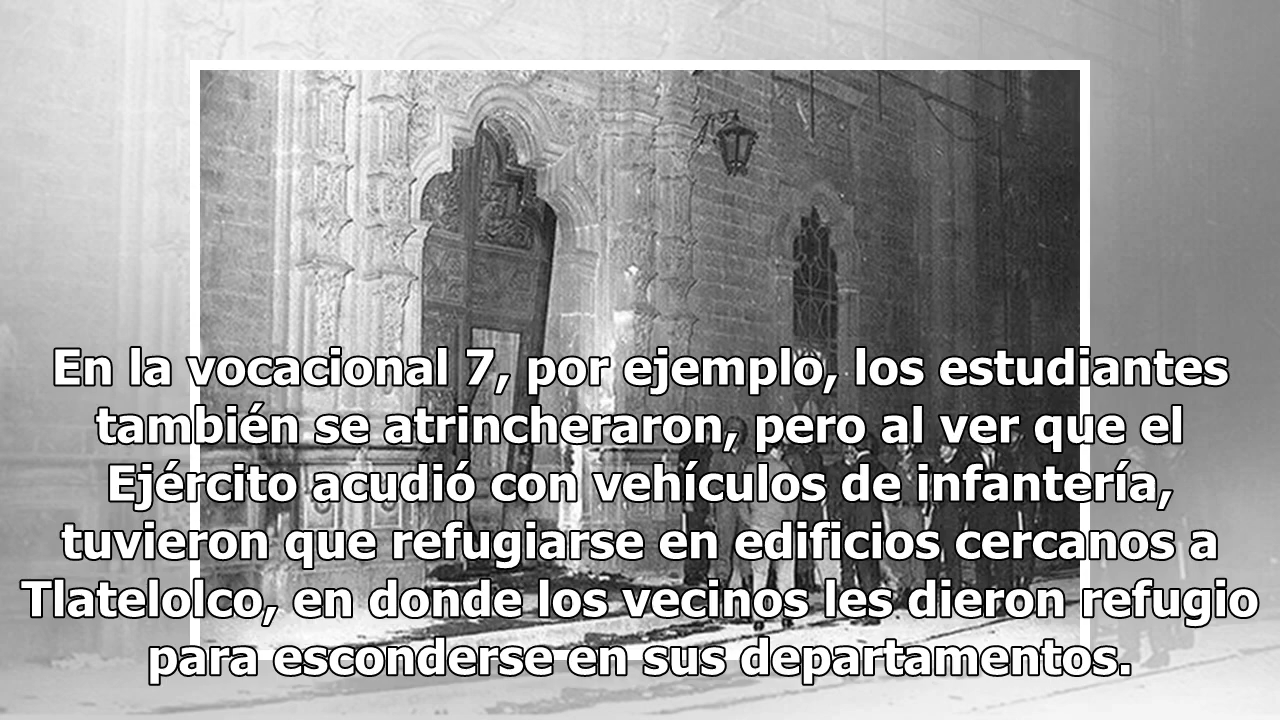 En la vocacional 7, por ejemplo, los estudiantes
también se atrincheraron, pero al ver que el
Ejército acudió con vehículos de infantería,
tuvieron que refugiarse en edificios cercanos a
Tlatelolco, en donde los vecinos les dieron refugio
para esconderse en sus departamentos.